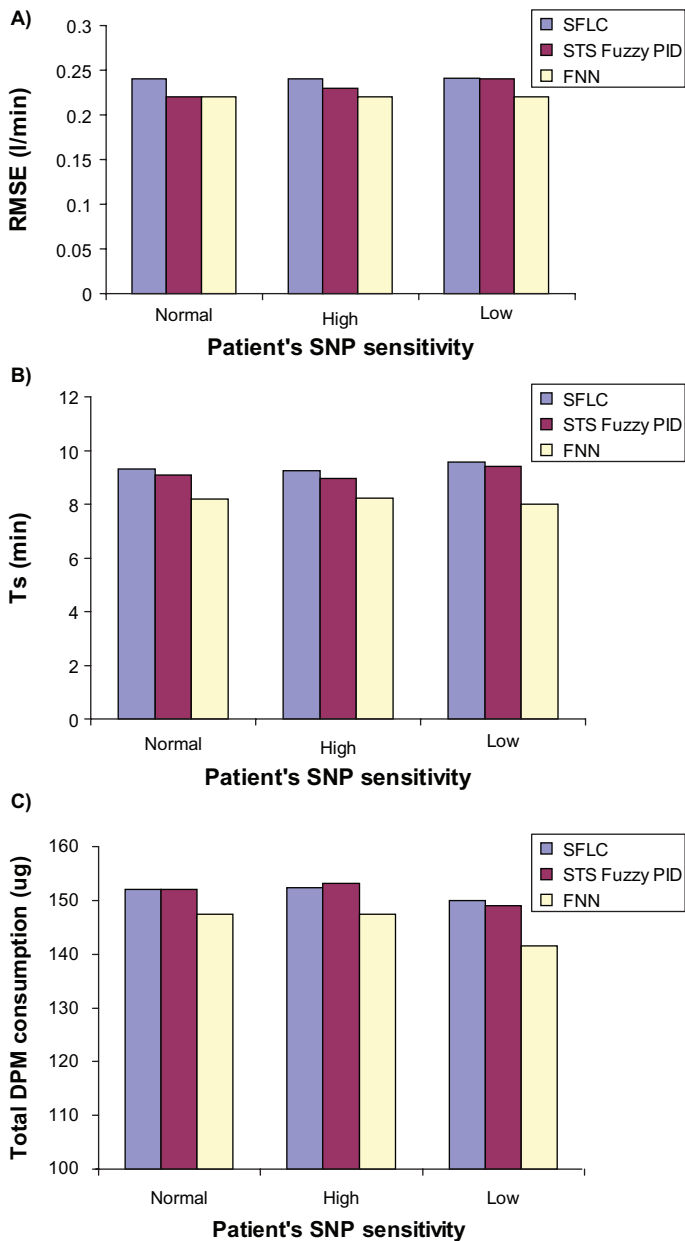 A)
0.3
0.25
0.2
0.15
0.1
0.05
0
RMSE (l/min)
Normal
High
Low
Patient's SNP sensitivity
SFLC
STS Fuzzy PID
FNN
B)
12
10
8
6
4
2
0
Ts (min)
Normal
High
Low
Patient's SNP sensitivity
SFLC
STS Fuzzy PID
FNN
C)
160
150
140
130
120
110
100
Total DPM consumption (ug)
Normal
High
Low
Patient's SNP sensitivity
SFLC
STS Fuzzy PID
FNN